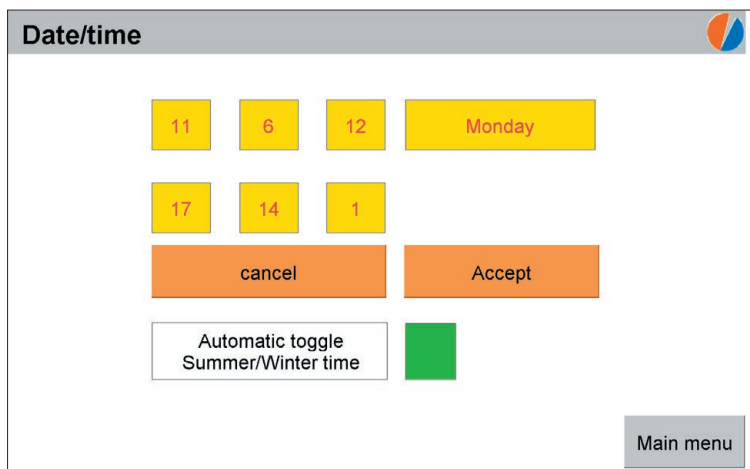 Date/time
11 6 12 Monday
17 14 1
cancel Accept
Automatic toggle
Summer/Winter time
Main menu